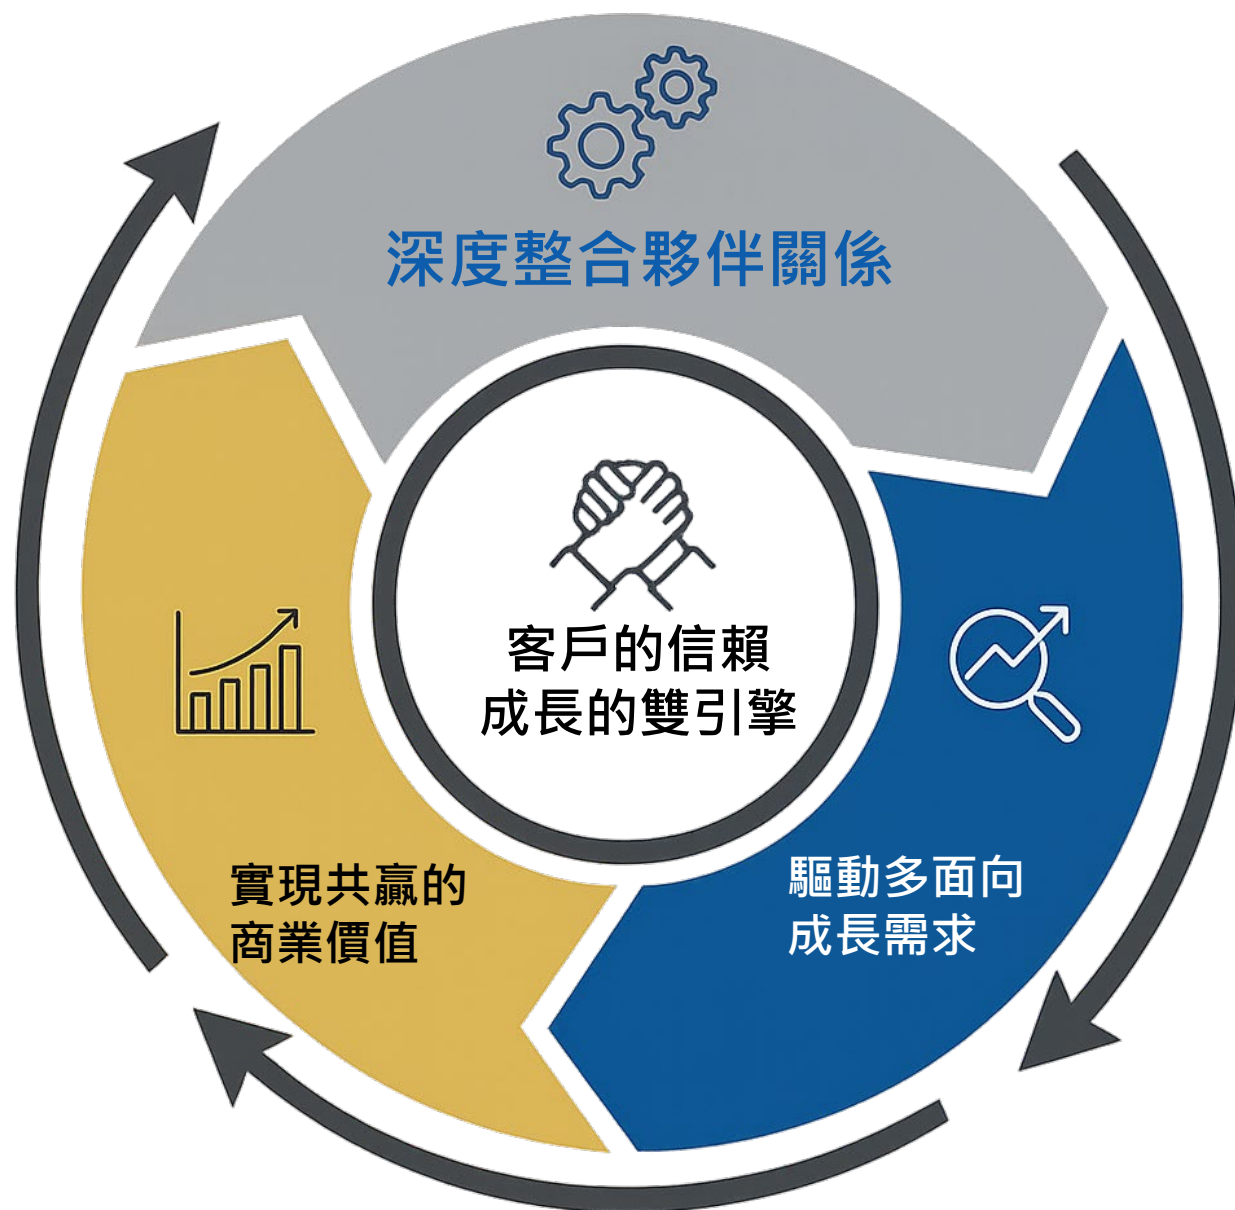 深度整合夥伴關係
客戶的信賴
成長的雙引擎
實現共贏的
商業價值
驅動多面向
成長需求